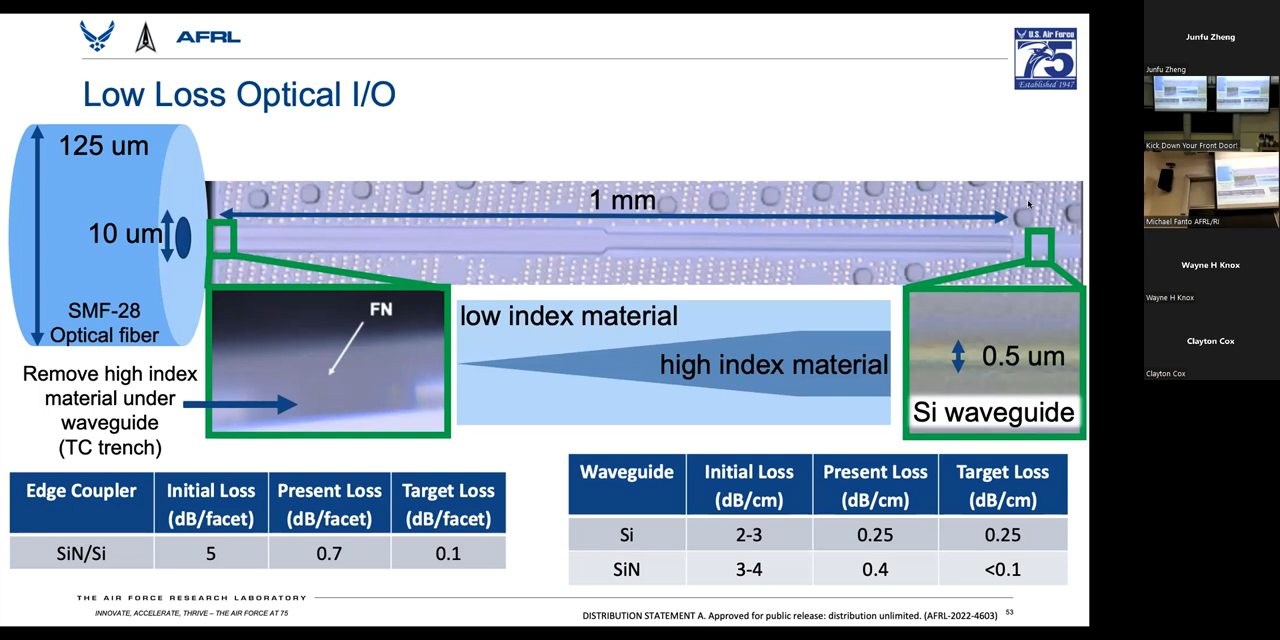 AFRL
U.S. Air Force
75
Established 1947
Low Loss Optical I/O
125 um
10 um
SMF-28
Optical fiber
1 mm
FN
low index material
high index material
0.5 um
Si waveguide
Remove high index
material under
waveguide
(TC trench)
Edge Coupler Initial Loss (dB/facet) Present Loss (dB/facet) Target Loss (dB/facet)
SiN/Si 5 0.7 0.1
Waveguide Initial Loss (dB/cm) Present Loss (dB/cm) Target Loss (dB/cm)
Si 2-3 0.25 0.25
SiN 3-4 0.4 <0.1
THE AIR FORCE RESEARCH LABORATORY
INNOVATE, ACCELERATE, THRIVE – THE AIR FORCE AT 75
DISTRIBUTION STATEMENT A. Approved for public release: distribution unlimited. (AFRL-2022-4603) 53
Junfu Zheng
Junfu Zheng
Kick Down Your Front Door!
Michael Fanto AFRL/RI
Wayne H Knox
Wayne H Knox
Clayton Cox
Clayton Cox